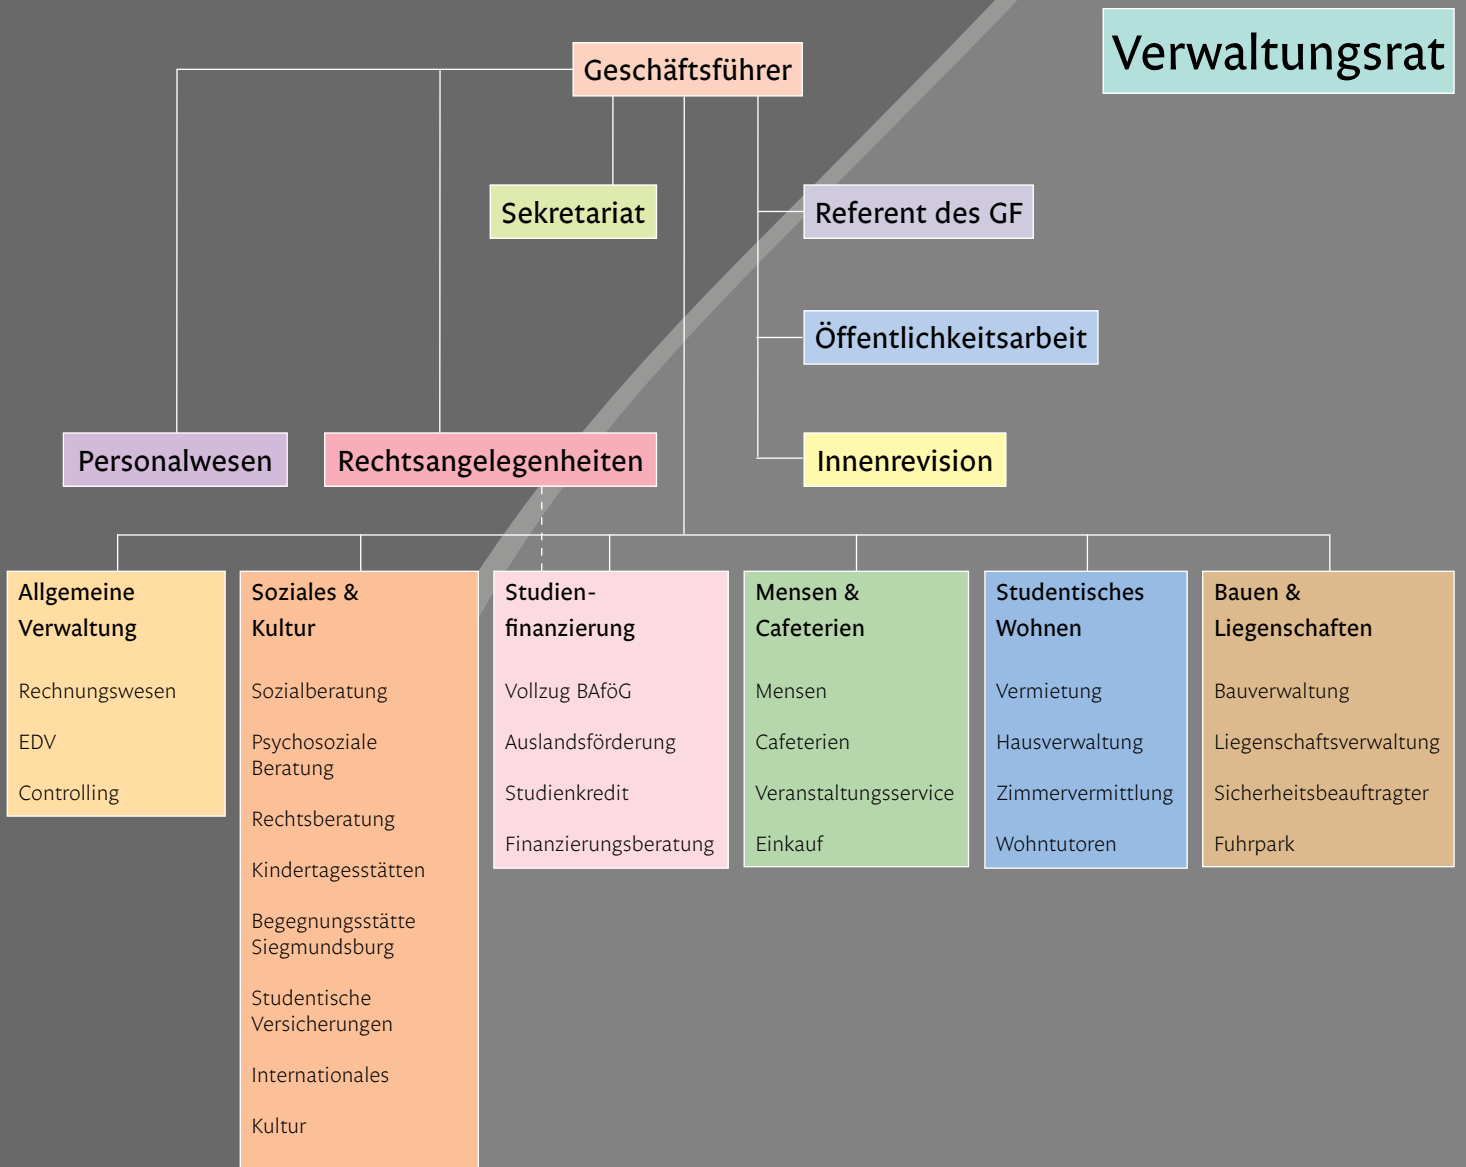 Verwaltungsrat
Geschäftsführer
Sekretariat
Referent des GF
Öffentlichkeitsarbeit
Personalwesen
Rechtsangelegenheiten
Innenrevision
Allgemeine
Verwaltung
Rechnungswesen
EDV
Controlling
Soziales &
Kultur
Sozialberatung
Psychosoziale
Beratung
Rechtsberatung
Kindertagesstätten
Begegnungsstätte
Siegmundsburg
Studentische
Versicherungen
Internationales
Kultur
Studien-
finanzierung
Vollzug BAföG
Auslandsförderung
Studienkredit
Finanzierungsberatung
Mensen &
Cafeterien
Mensen
Cafeterien
Veranstaltungsservice
Einkauf
Studentisches
Wohnen
Vermietung
Hausverwaltung
Zimmervermittlung
Wohntutoren
Bauen &
Liegenschaften
Bauverwaltung
Liegenschaftsverwaltung
Sicherheitsbeauftragter
Fuhrpark